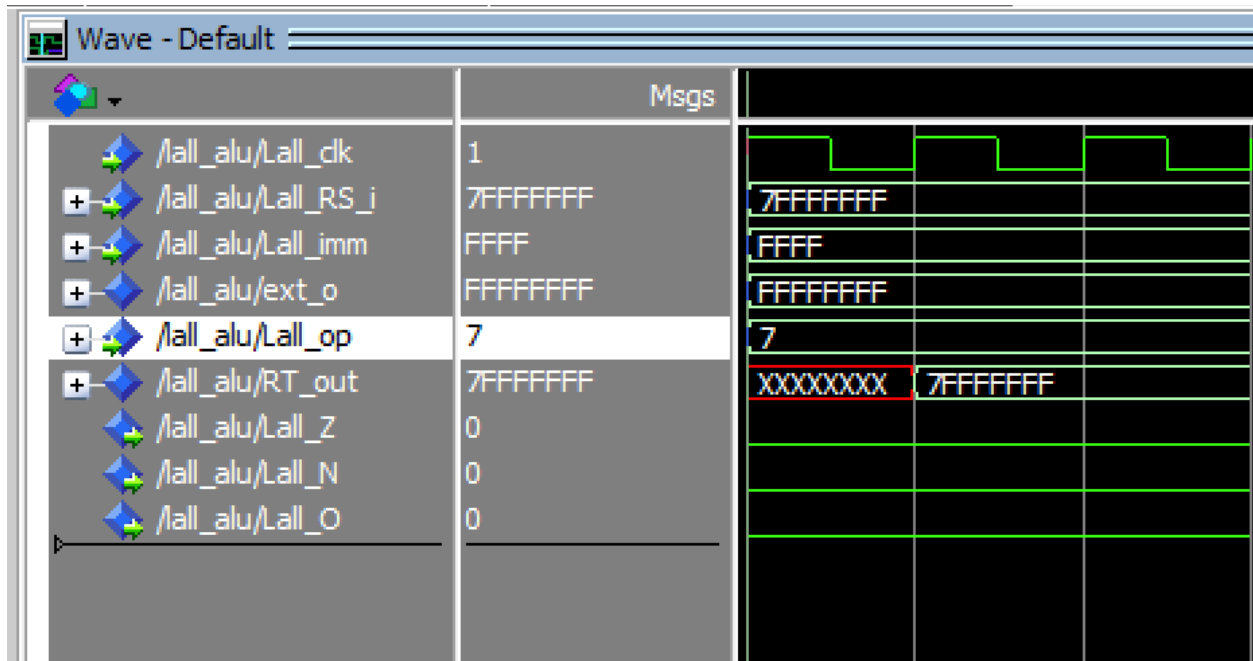 Wave - Default
Msgs
/lall_alu/Lall_clk 1
/lall_alu/Lall_RS_i 7FFFFFFF 7FFFFFFF
/lall_alu/Lall_imm FFFF FFFF
/lall_alu/ext_o FFFFFFFF FFFFFFFF
/lall_alu/Lall_op 7 7
/lall_alu/RT_out 7FFFFFFF XXXXXXXX 7FFFFFFF
/lall_alu/Lall_Z 0
/lall_alu/Lall_N 0
/lall_alu/Lall_O 0